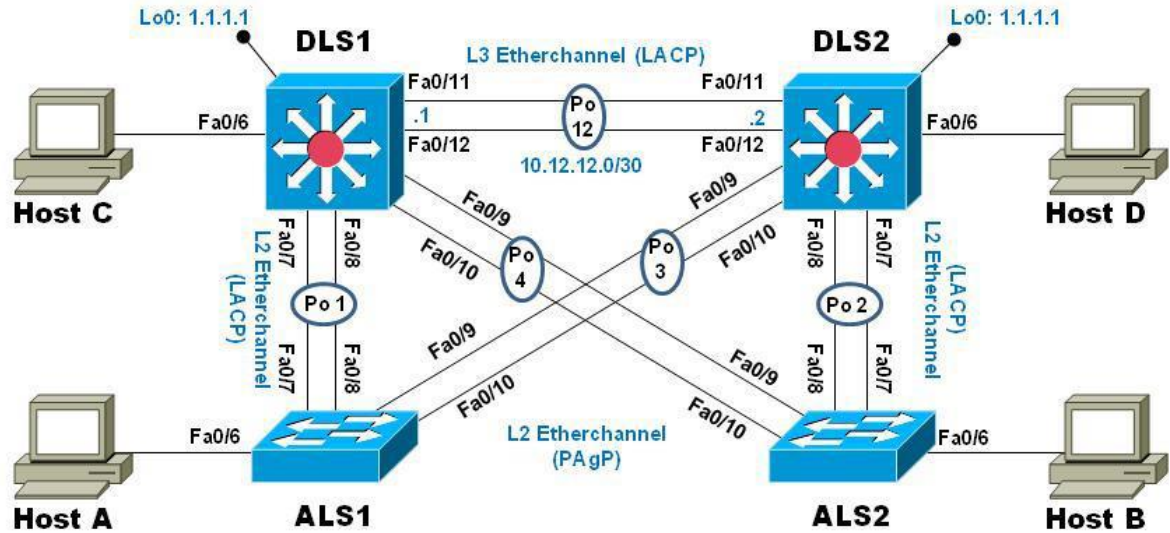 Lo0: 1.1.1.1
Lo0: 1.1.1.1
DLS1
DLS2
L3 Etherchannel (LACP)
Fa0/11
Fa0/11
Fa0/6
.1
Po
12
.2
Fa0/6
Fa0/12
Fa0/12
10.12.12.0/30
Host C
Host D
Fa0/9
Fa0/9
Fa0/10
Fa0/10
Fa0/7
Fa0/8
Fa0/8
Fa0/7
L2 Etherchannel
(LACP)
Po
4
Po
3
(LACP)
L2 Etherchannel
Po 1
Po 2
Fa0/7
Fa0/8
Fa0/9
Fa0/10
Fa0/9
Fa0/10
Fa0/8
Fa0/7
Fa0/6
L2 Etherchannel
(PAgP)
Fa0/6
Host A
ALS1
ALS2
Host B